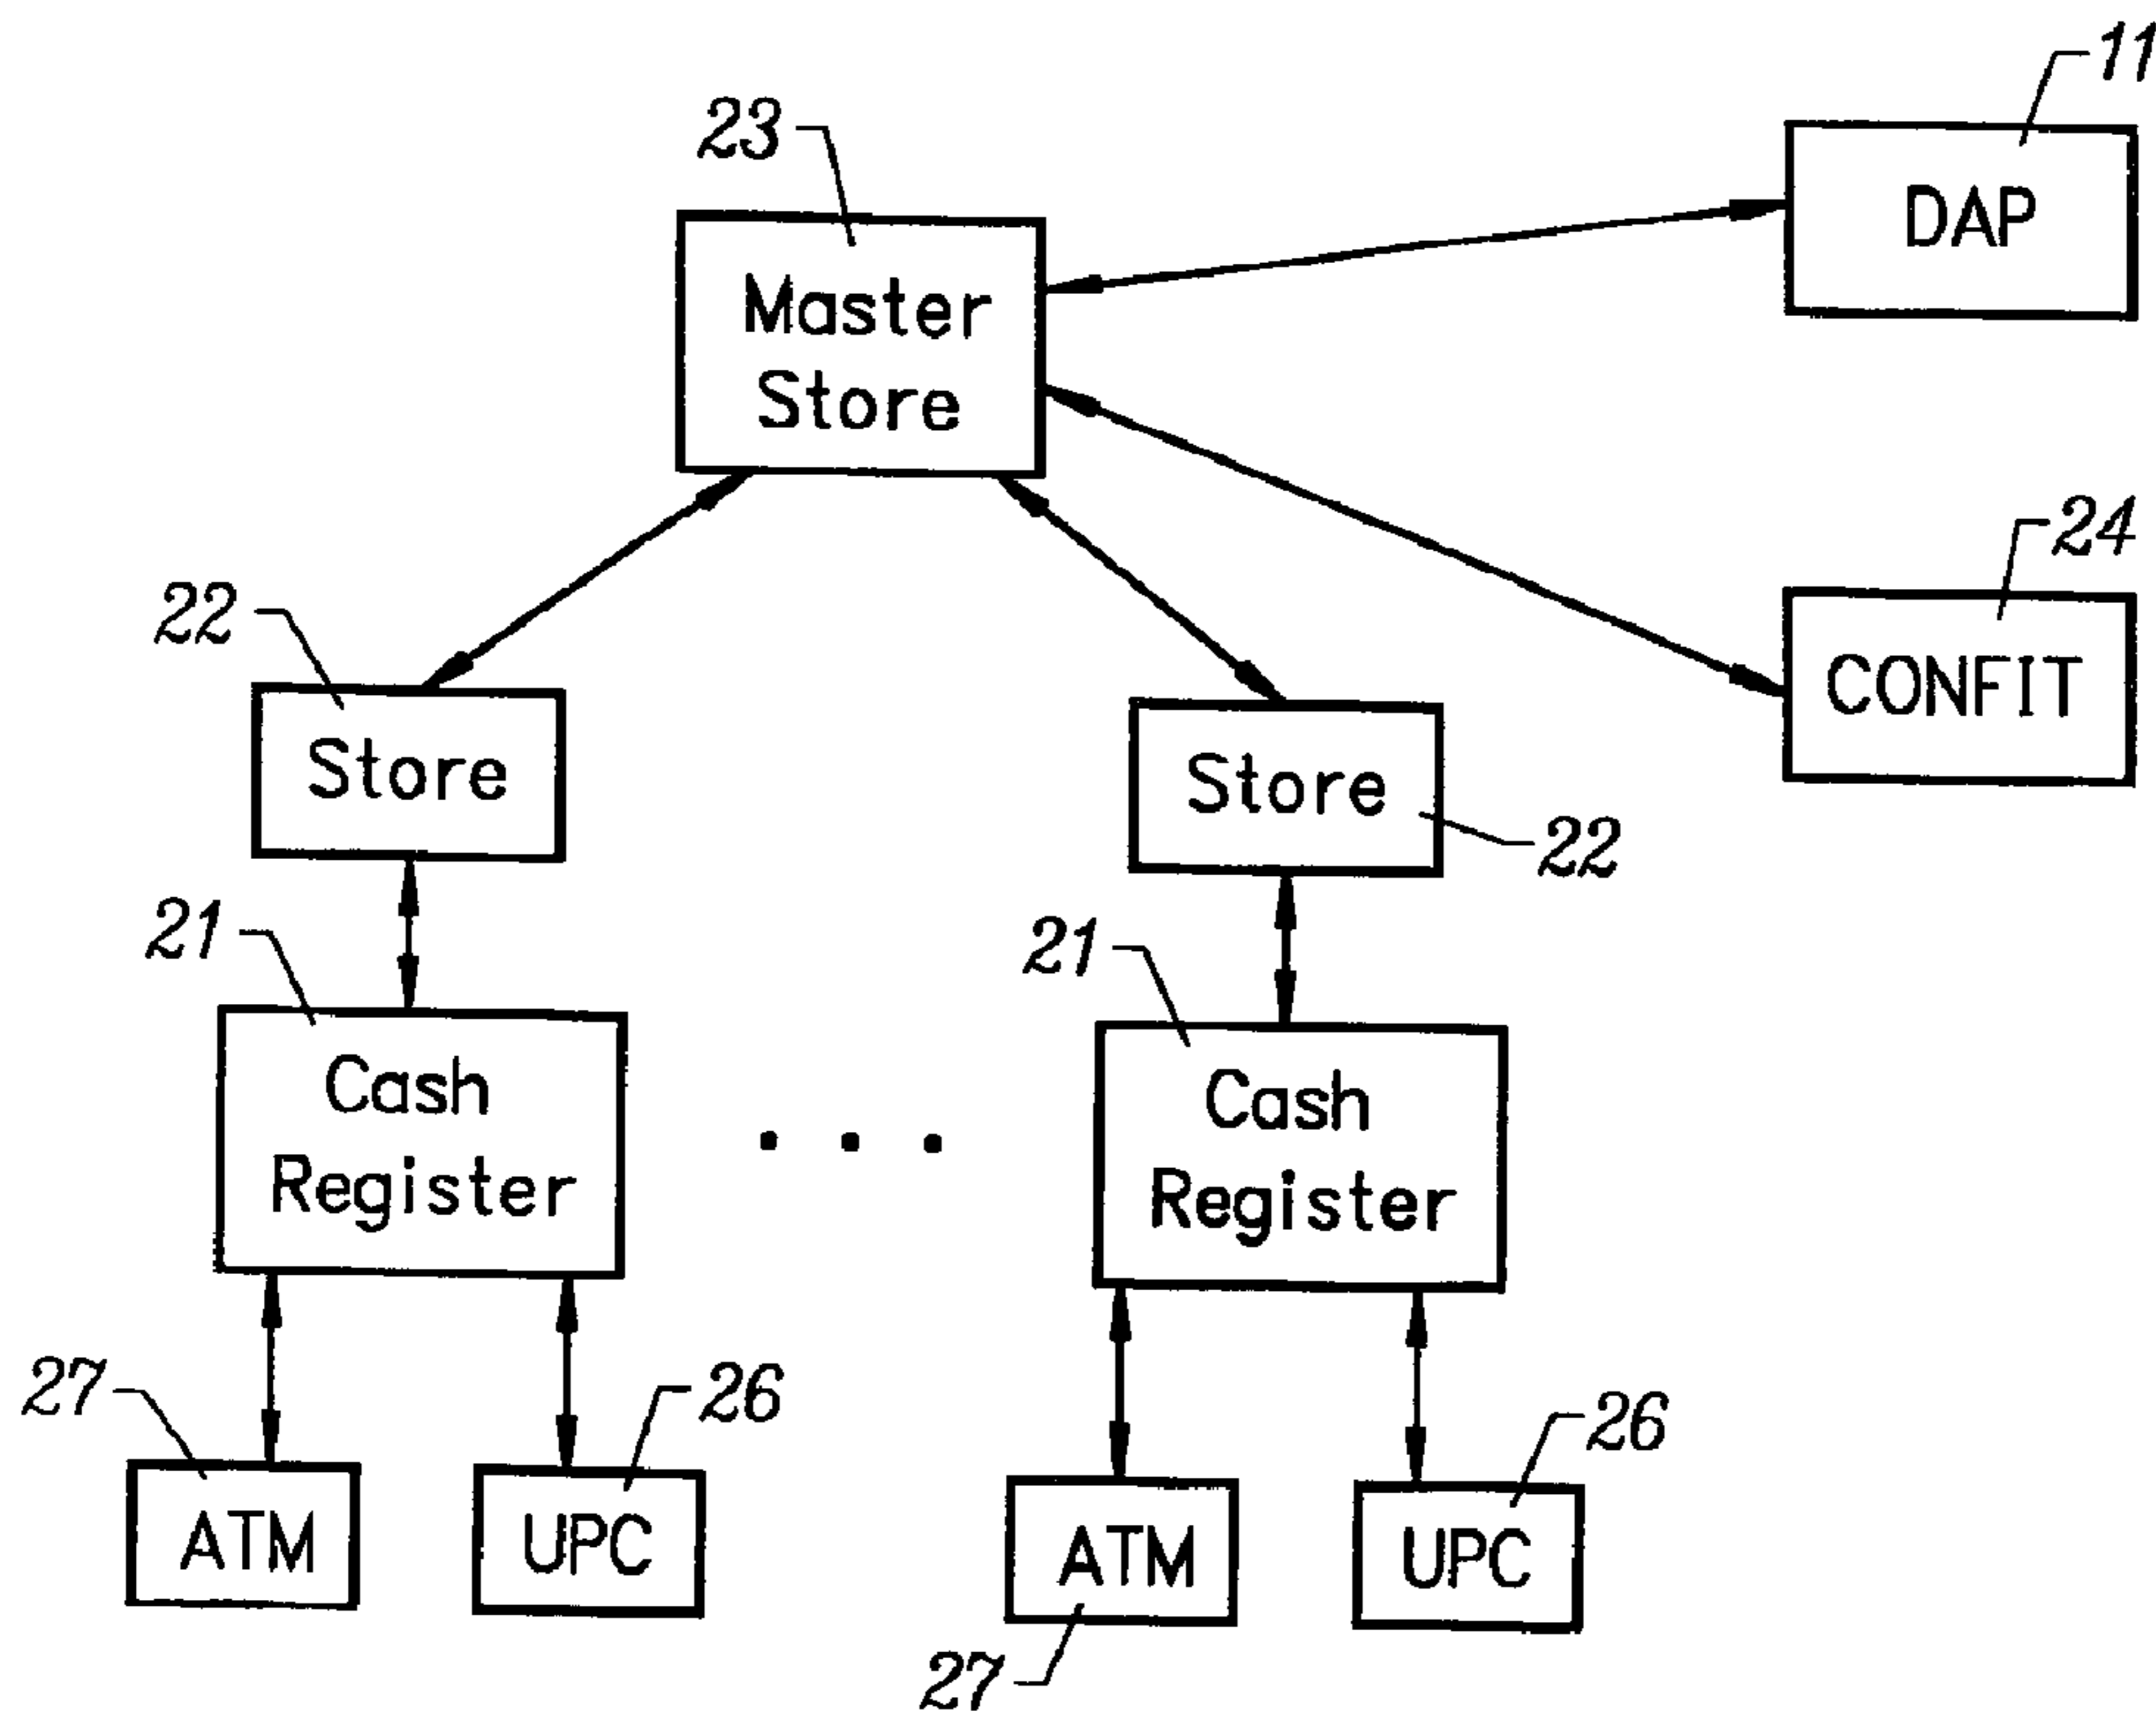 11
23
DAP
Master
Store
24
22
CONFIT
Store
Store
22
21
21
Cash
Register
Cash
Register
27
26
26
ATM
UPC
ATM
UPC
27